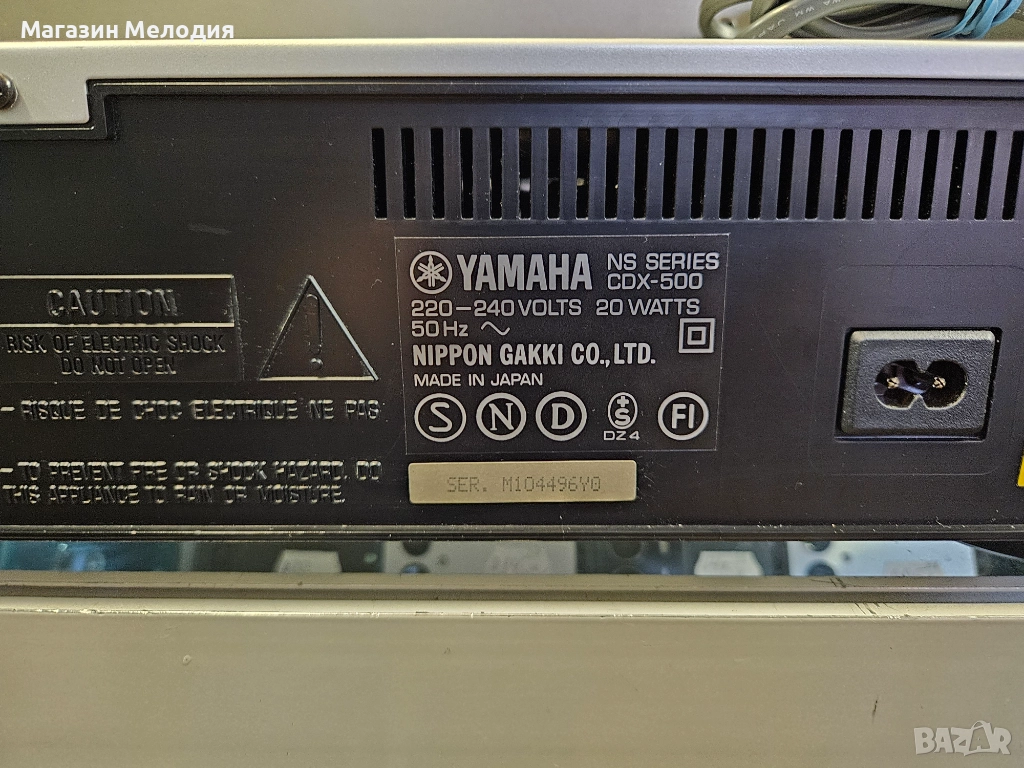 Магазин Мелодия
YAMAHA NS SERIES
CDX-500
220-240 VOLTS 20 WATTS
50 Hz ~
NIPPON GAKKI CO., LTD.
MADE IN JAPAN
S N D S FI
DZ 4
SER. M104496Y0
CAUTION
RISK OF ELECTRIC SHOCK
DO NOT OPEN
- RISQUE DE CHOC ELECTRIQUE NE PAS
- TO PREVENT FIRE OR SHOCK HAZARD, DO
THIS APPLIANCE TO RAIN OR MOISTURE.
BAZAR